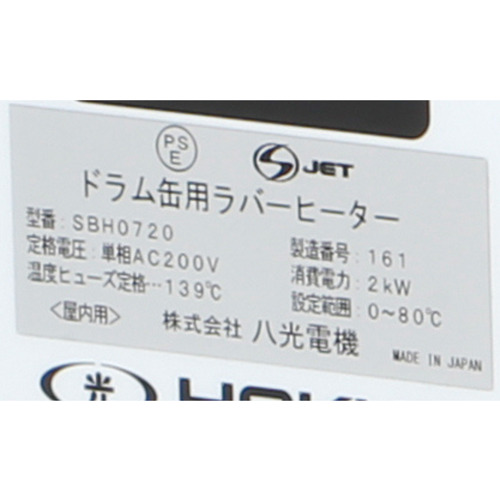 PS
E
JET
ドラム缶用ラバーヒーター
型番：SBH0720
製造番号：161
定格電圧：単相AC200V
消費電力：2kW
温度ヒューズ定格…139℃
設定範囲：0～80℃
〈屋内用〉
株式会社 八光電機
MADE IN JAPAN
光